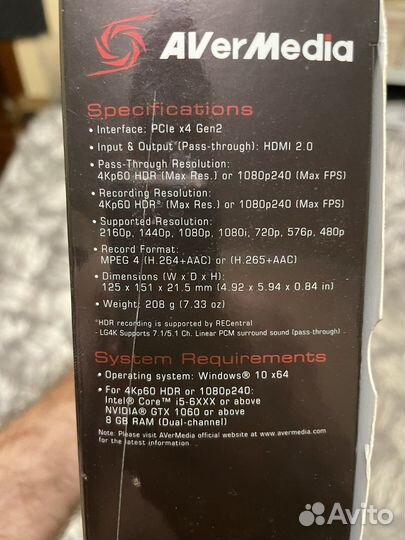 AVerMedia
Specifications
• Interface: PCIe x4 Gen2
• Input & Output (Pass-through): HDMI 2.0
• Pass-Through Resolution:
4Kp60 HDR (Max Res.) or 1080p240 (Max FPS)
• Recording Resolution:
4Kp60 HDR* (Max Res.) or 1080p240 (Max FPS)
• Supported Resolution:
2160p, 1440p, 1080p, 1080i, 720p, 576p, 480p
• Record Format:
MPEG 4 (H.264+AAC) or (H.265+AAC)
• Dimensions (W x D x H):
125 x 151 x 21.5 mm (4.92 x 5.94 x 0.84 in)
• Weight: 208 g (7.33 oz)
*HDR recording is supported by RECentral
- LG4K Supports 7.1/5.1 Ch. Linear PCM surround sound (pass-through)
System Requirements
• Operating system: Windows® 10 x64
• For 4Kp60 HDR or 1080p240:
Intel® Core™ i5-6XXX or above
NVIDIA® GTX 1060 or above
8 GB RAM (Dual-channel)
Note: Please visit AVerMedia official website at www.avermedia.com
for the latest information.
Avito